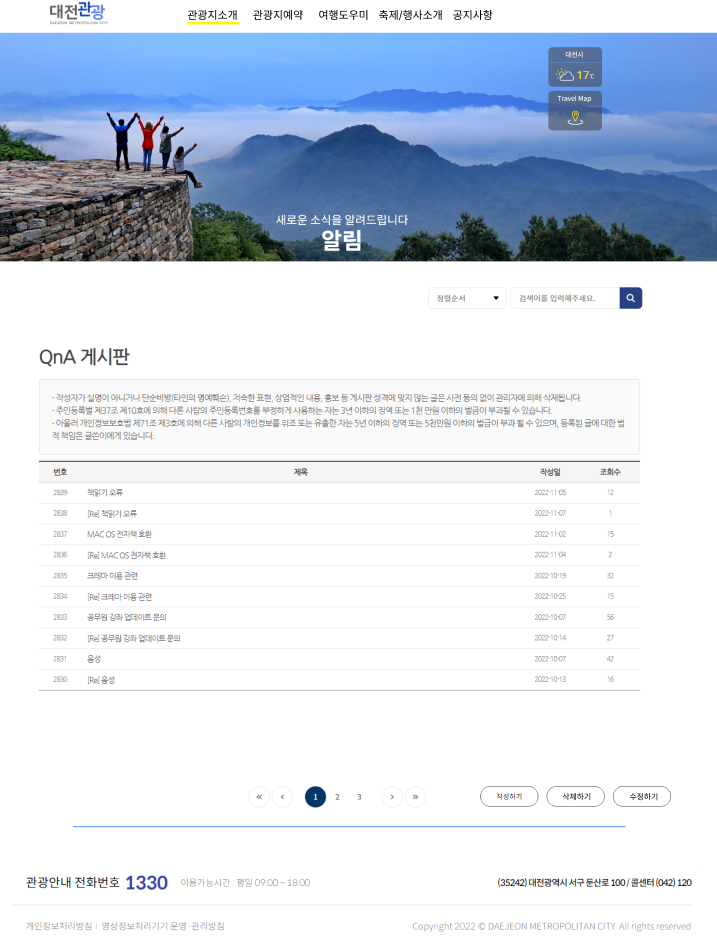 대전관광
DAEJEON METROPOLITAN CITY
관광지소개 관광지예약 여행도우미 축제/행사소개 공지사항
대전시
17℃
Travel Map
새로운 소식을 알려드립니다
알림
정렬순서
검색어를 입력해주세요.
QnA 게시판
- 작성자가 실명이 아니거나 단순비방(타인의 명예훼손), 저속한 표현, 상업적인 내용, 홍보 등 게시판 성격에 맞지 않는 글은 사전 동의 없이 관리자에 의해 삭제됩니다.
- 주민등록법 제37조 제10호에 의해 다른 사람의 주민등록번호를 부정하게 사용하는 자는 3년 이하의 징역 또는 1천 만원 이하의 벌금이 부과될 수 있습니다.
- 아울러 개인정보보호법 제71조 제3호에 의해 다른 사람의 개인정보를 위조 또는 유출한 자는 5년 이하의 징역 또는 5천만원 이하의 벌금이 부과 될 수 있으며, 등록된 글에 대한 법
적 책임은 글쓴이에게 있습니다.
번호 제목 작성일 조회수
2839 책읽기 오류 2022-11-05 12
2838 [Re] 책읽기 오류 2022-11-07 1
2837 MAC OS 전자책 호환 2022-11-02 15
2836 [Re] MAC OS 전자책 호환 2022-11-04 2
2835 크레마 이용 관련 2022-10-19 32
2834 [Re] 크레마 이용 관련 2022-10-25 15
2833 공무원 강좌 업데이트 문의 2022-10-07 56
2832 [Re] 공무원 강좌 업데이트 문의 2022-10-14 27
2831 음성 2022-10-07 42
2830 [Re] 음성 2022-10-13 16
« ‹ 1 2 3 › » 작성하기 삭제하기 수정하기
관광안내 전화번호 1330 이용가능시간 : 평일 09:00 ~ 18:00 (35242) 대전광역시 서구 둔산로 100 / 콜센터 (042) 120
개인정보처리방침 | 영상정보처리기기 운영·관리방침 Copyright 2022 © DAEJEON METROPOLITAN CITY. All rights reserved